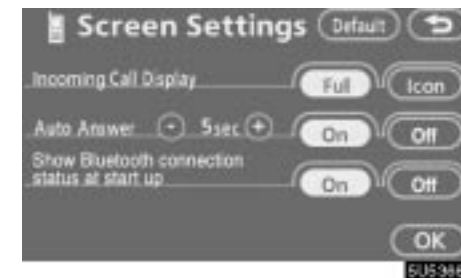 Screen Settings Default
Incoming Call Display Full Icon
Auto Answer - 5sec + On Off
Show Bluetooth connection
status at start up On Off
OK